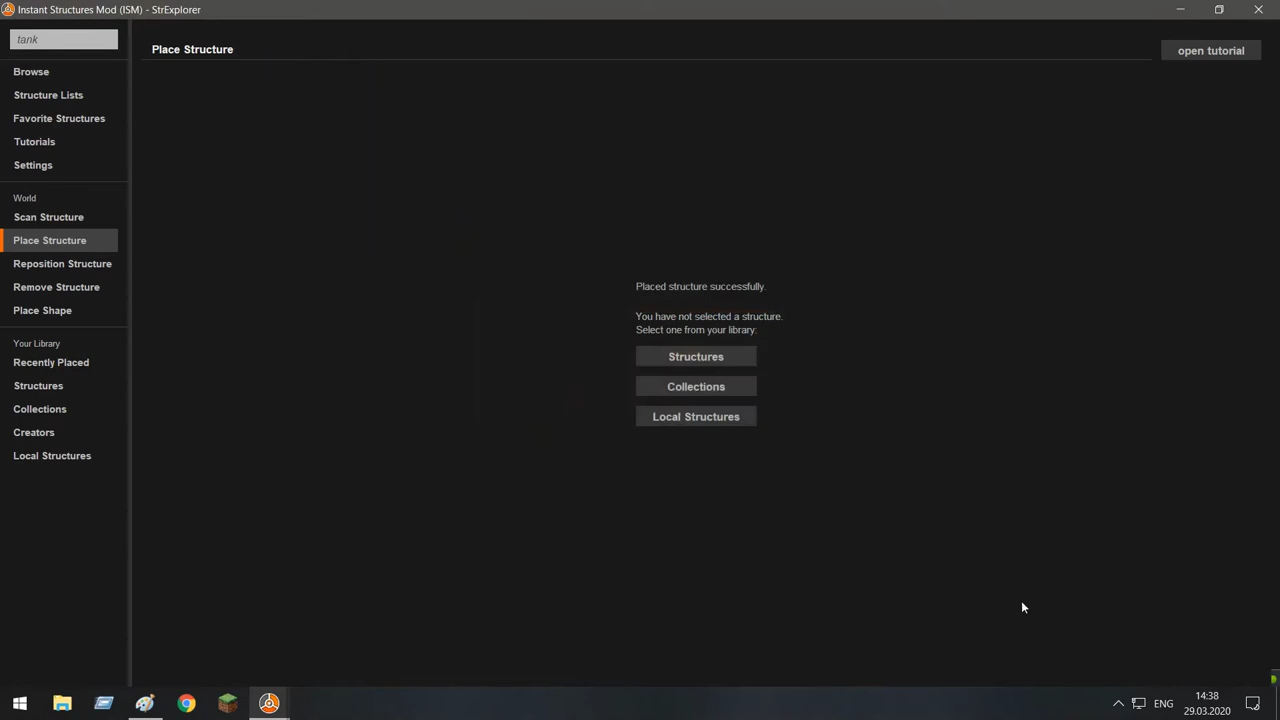 Instant Structures Mod (ISM) - StrExplorer
tank
Browse
Structure Lists
Favorite Structures
Tutorials
Settings
World
Scan Structure
Place Structure
Reposition Structure
Remove Structure
Place Shape
Your Library
Recently Placed
Structures
Collections
Creators
Local Structures
Place Structure
open tutorial
Placed structure successfully.
You have not selected a structure.
Select one from your library:
Structures
Collections
Local Structures
ENG
14:38
29.03.2020